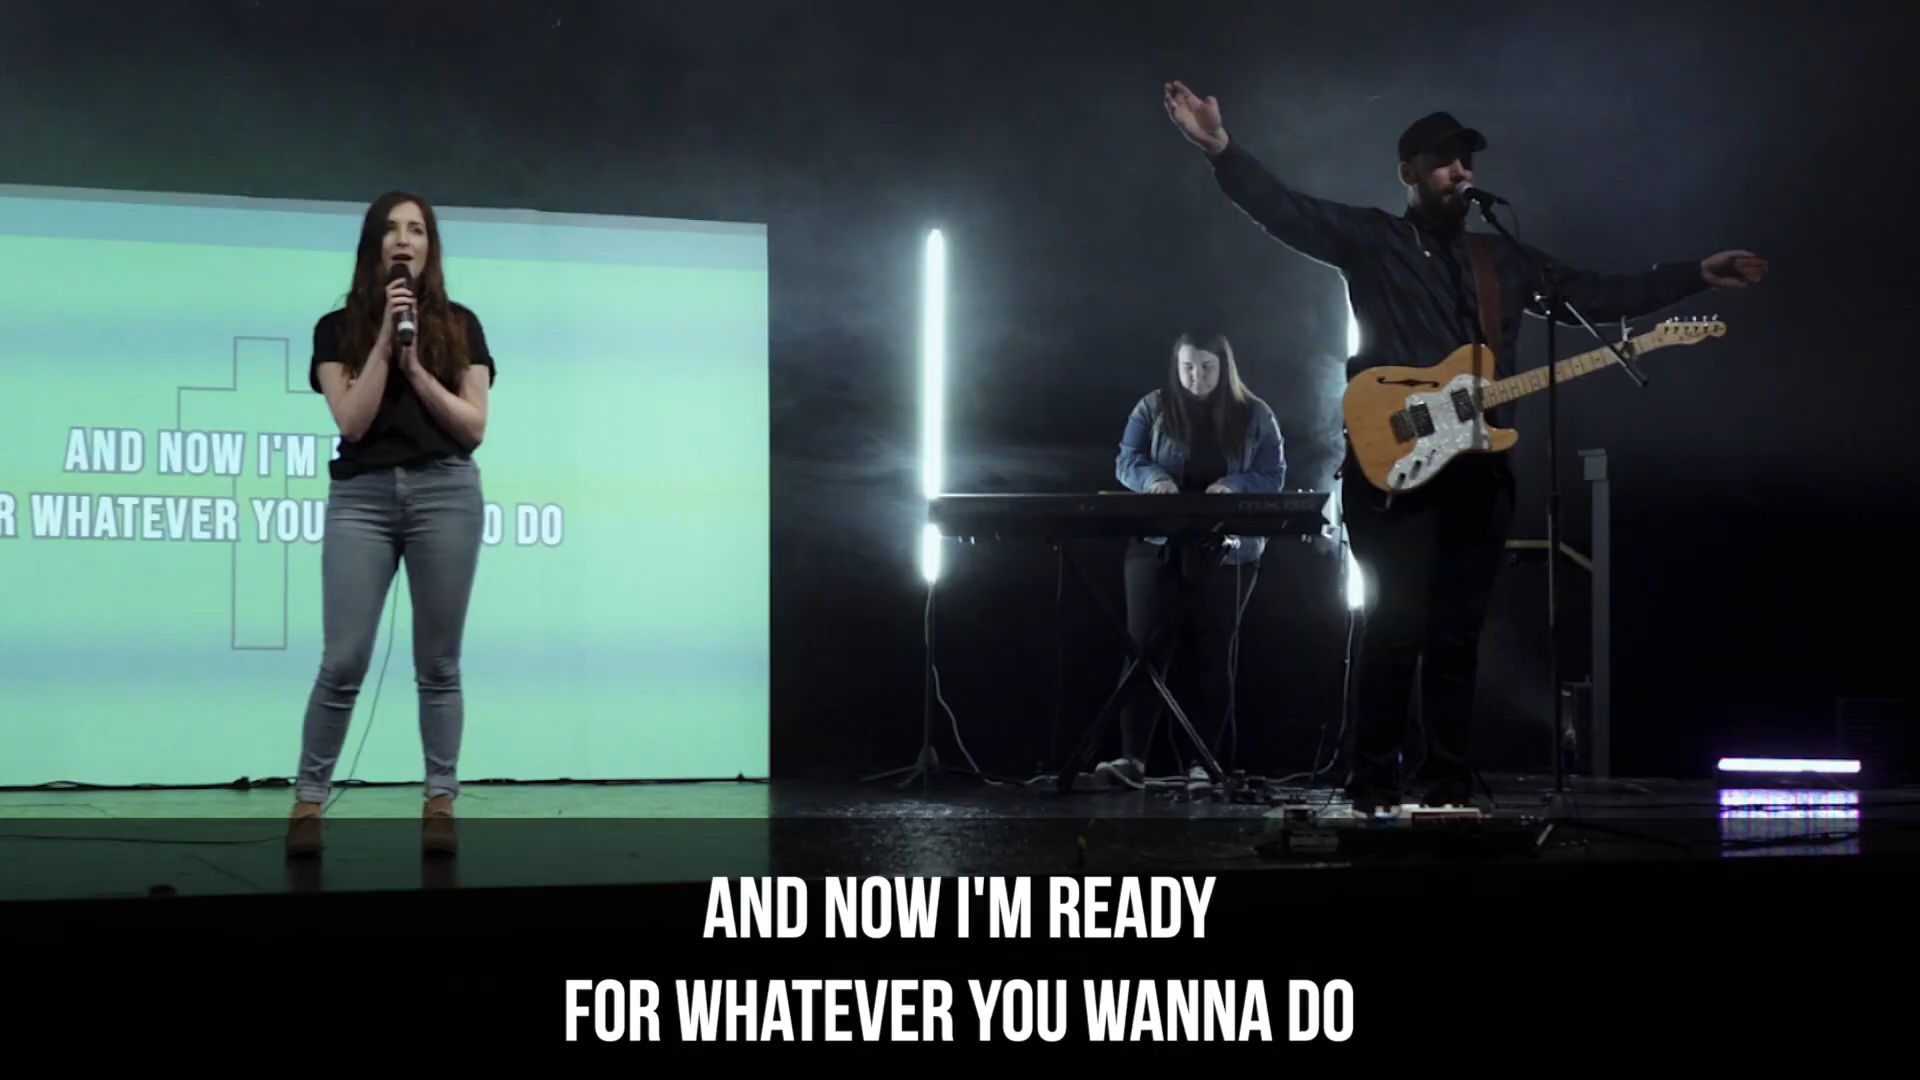 AND NOW I'M
WHATEVER YOU
DO
AND NOW I'M READY
FOR WHATEVER YOU WANNA DO